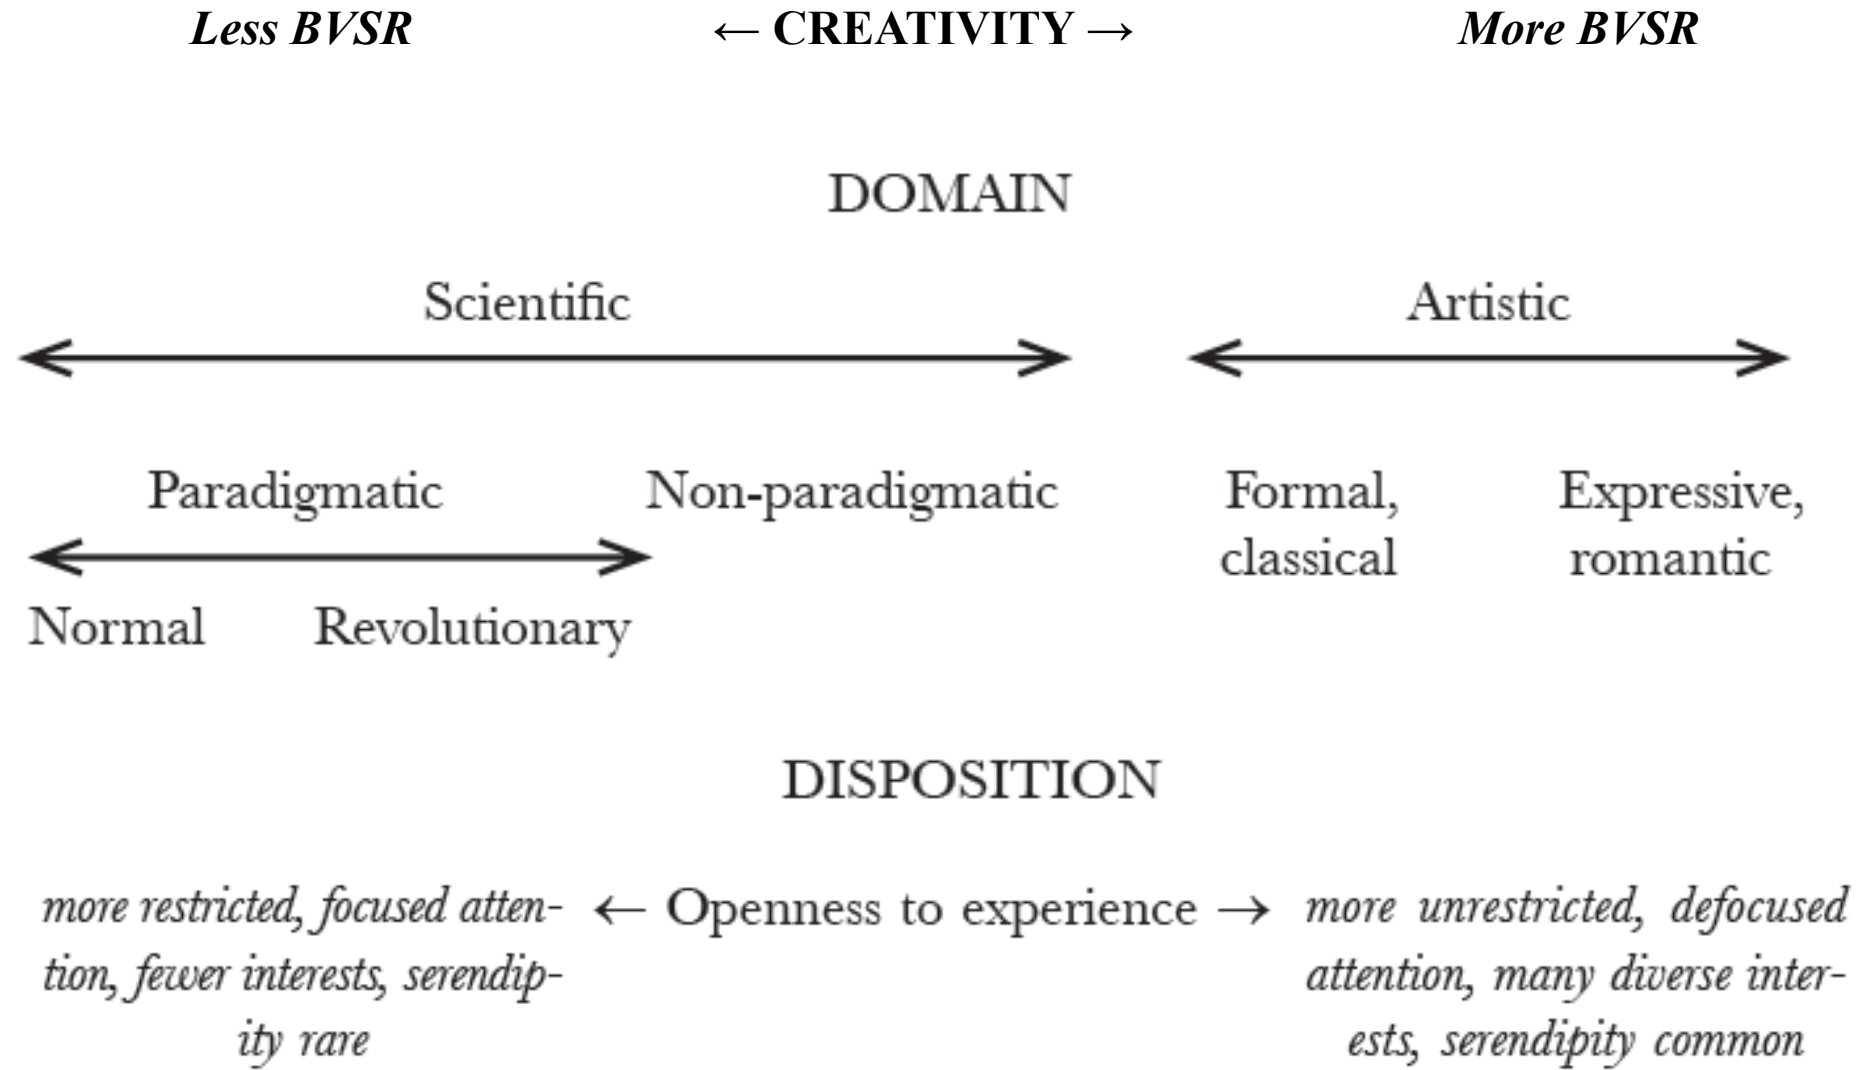 Less BVSR ← CREATIVITY → More BVSR
DOMAIN
Scientific Artistic
Paradigmatic Non-paradigmatic Formal, Expressive,
classical romantic
Normal Revolutionary
DISPOSITION
more restricted, focused atten- ← Openness to experience → more unrestricted, defocused
tion, fewer interests, serendip- attention, many diverse inter-
ity rare ests, serendipity common